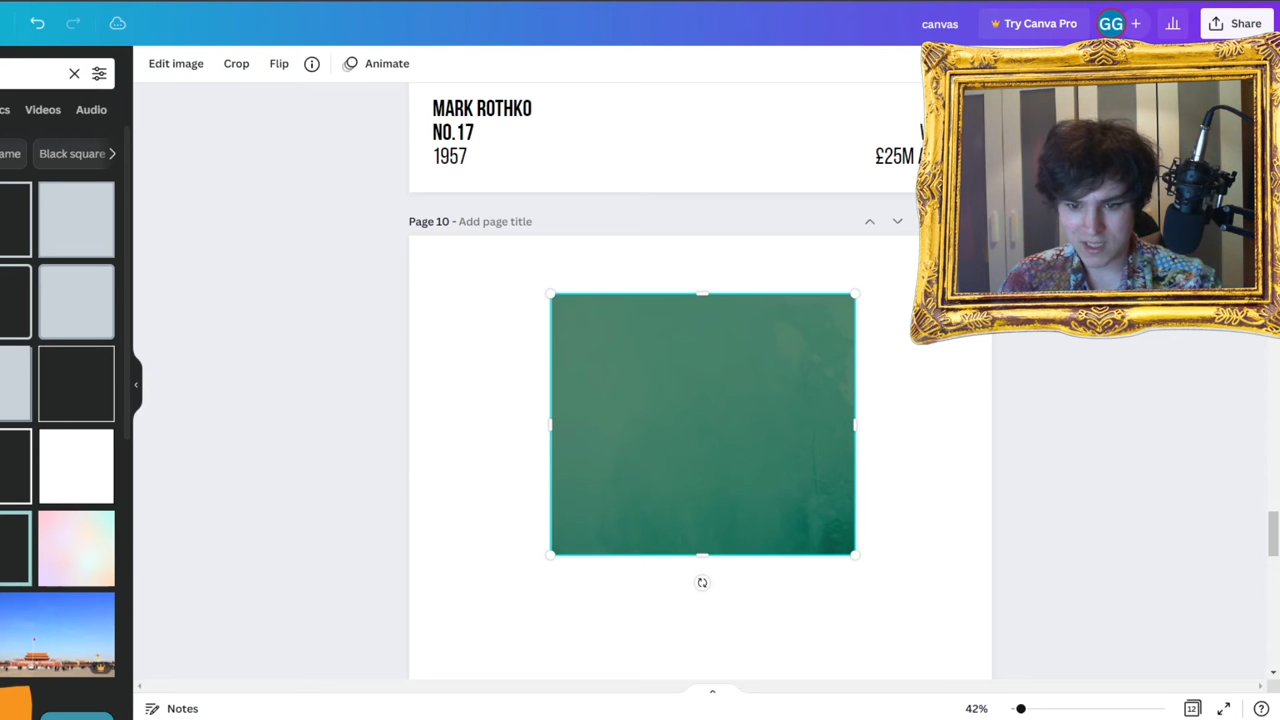 canvas
Try Canva Pro
GG
Share
Edit image
Crop
Flip
Animate
Videos
Audio
Black square
MARK ROTHKO
NO.17
1957
£25M
Page 10 - Add page title
Notes
42%
12